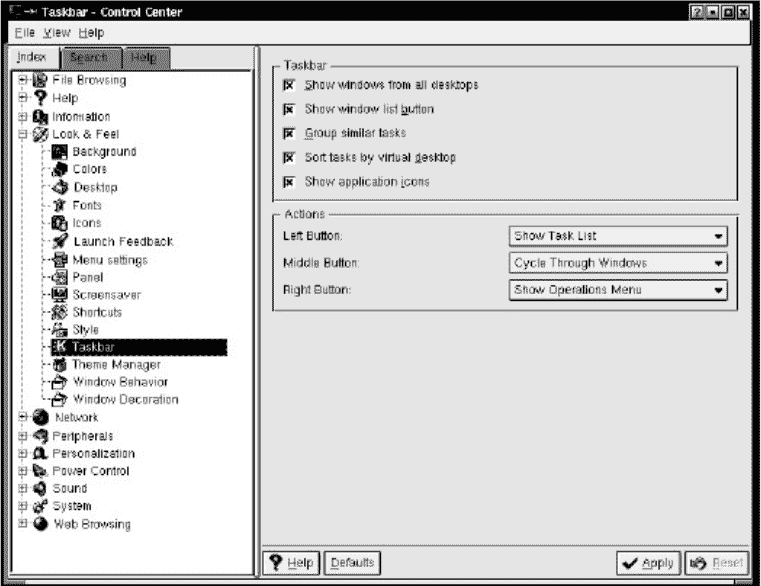 Taskbar - Control Center
File View Help
Index Search Help
File Browsing
Help
Information
Look & Feel
Background
Colors
Desktop
Fonts
Icons
Launch Feedback
Menu settings
Panel
Screensaver
Shortcuts
Style
Taskbar
Theme Manager
Window Behavior
Window Decoration
Network
Peripherals
Personalization
Power Control
Sound
System
Web Browsing
Taskbar
Show windows from all desktops
Show window list button
Group similar tasks
Sort tasks by virtual desktop
Show application icons
Actions
Left Button: Show Task List
Middle Button: Cycle Through Windows
Right Button: Show Operations Menu
Help Defaults Apply Reset